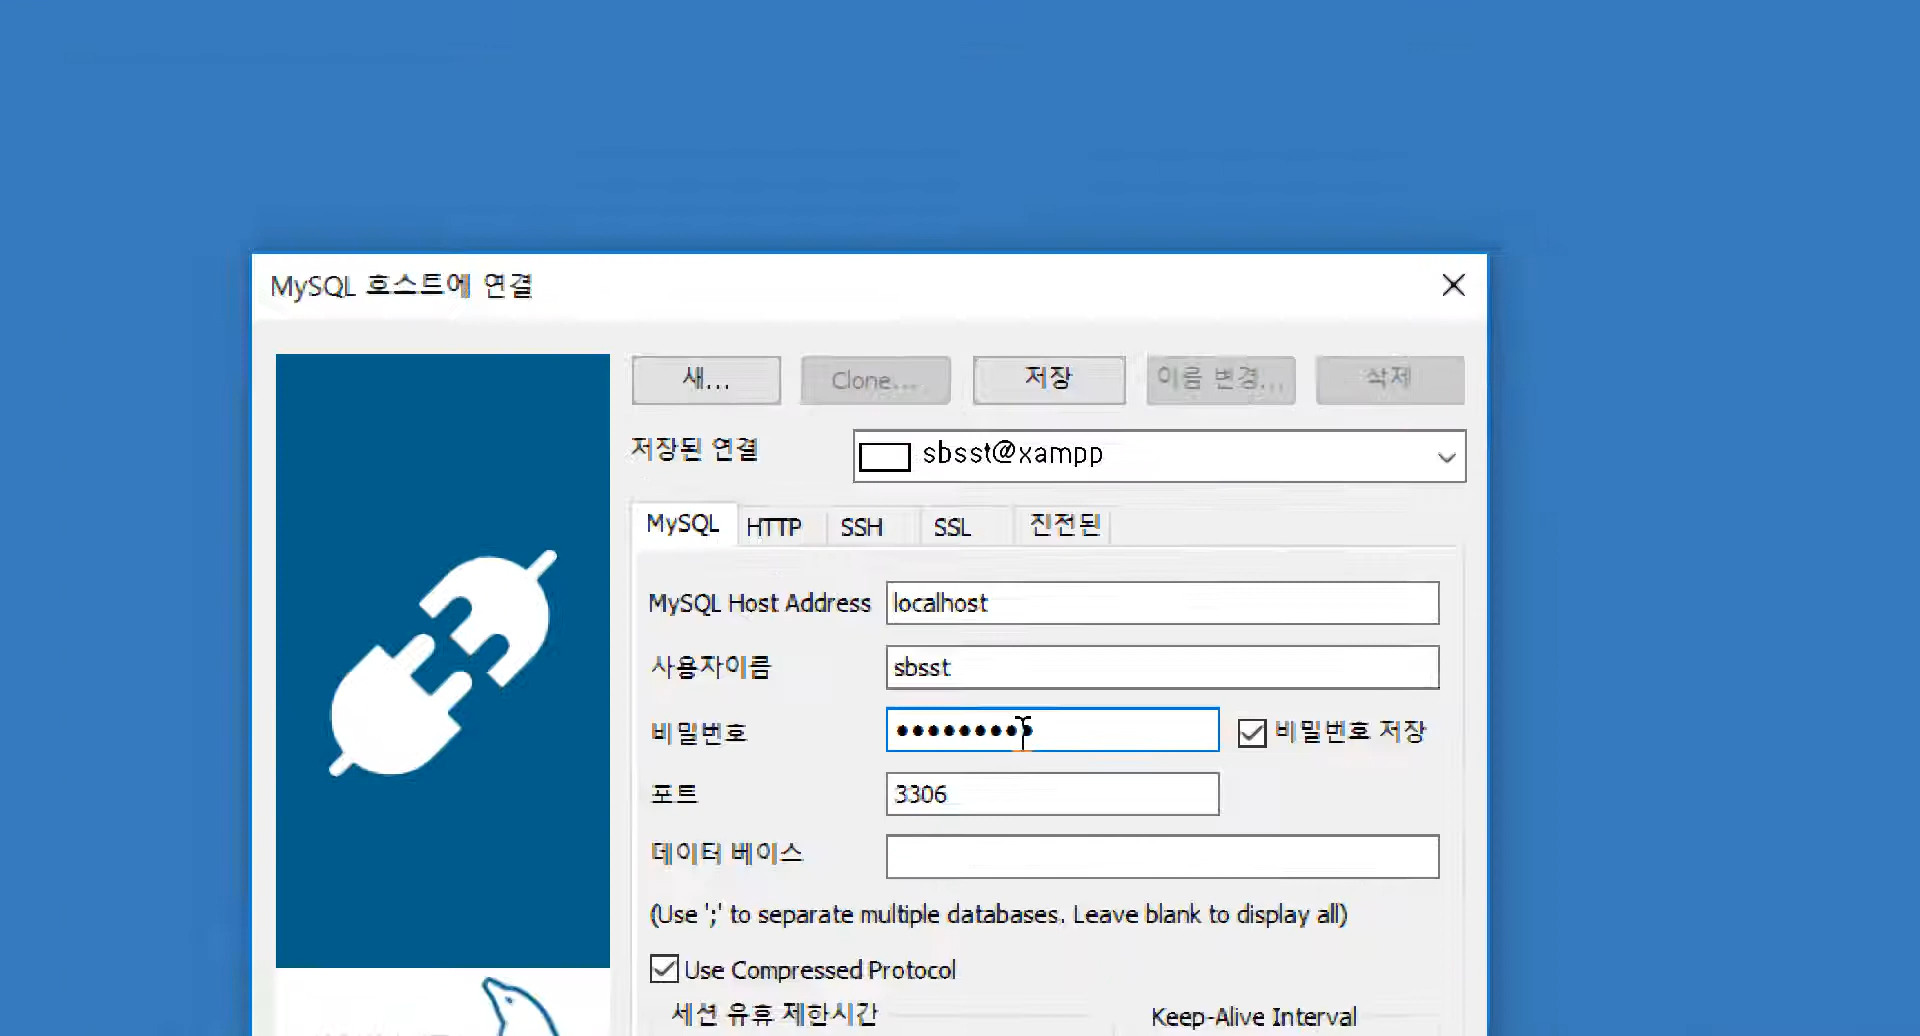 MySQL 호스트에 연결
새...
Clone...
저장
이름 변경...
삭제
저장된 연결
sbsst@xampp
MySQL
HTTP
SSH
SSL
진전된
MySQL Host Address
localhost
사용자이름
sbsst
비밀번호
●●●●●●●●●
비밀번호 저장
포트
3306
데이터 베이스
(Use ';' to separate multiple databases. Leave blank to display all)
Use Compressed Protocol
세션 유휴 제한시간
Keep-Alive Interval